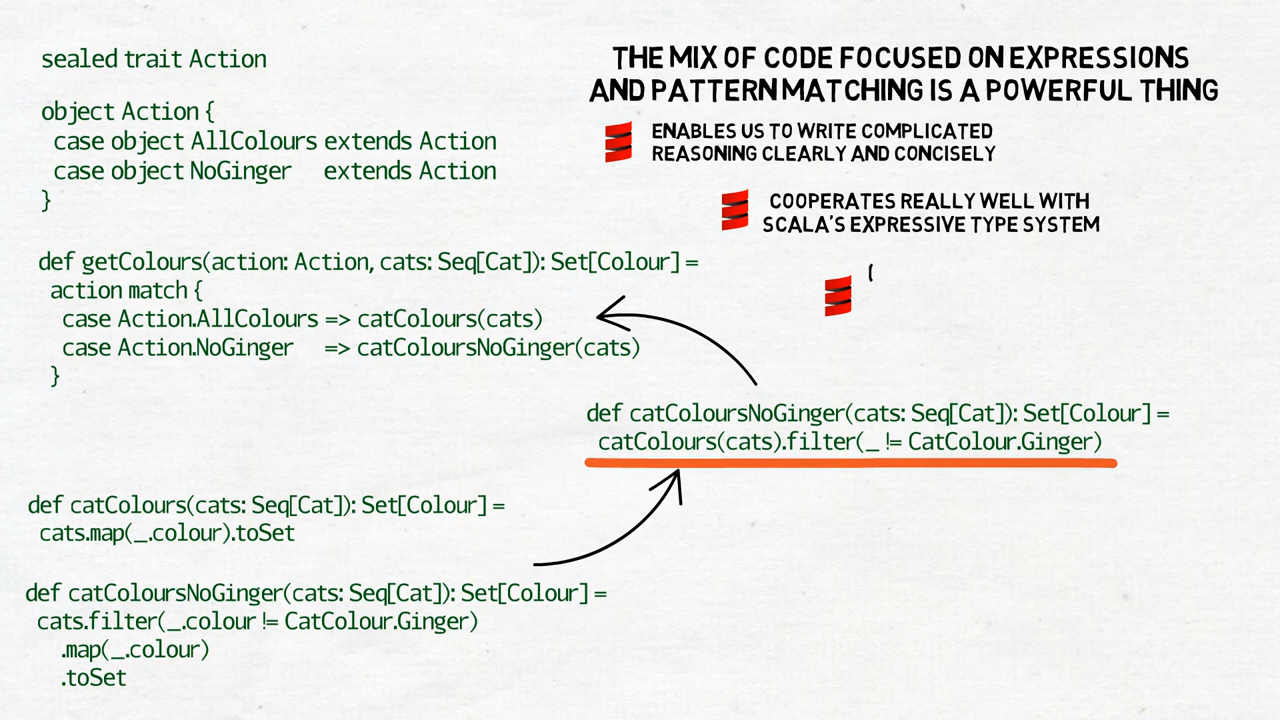 sealed trait Action
object Action {
case object AllColours extends Action
case object NoGinger extends Action
}
def getColours(action: Action, cats: Seq[Cat]): Set[Colour] =
action match {
case Action.AllColours => catColours(cats)
case Action.NoGinger => catColoursNoGinger(cats)
}
def catColours(cats: Seq[Cat]): Set[Colour] =
cats.map(_.colour).toSet
def catColoursNoGinger(cats: Seq[Cat]): Set[Colour] =
cats.filter(_.colour != CatColour.Ginger)
.map(_.colour)
.toSet
THE MIX OF CODE FOCUSED ON EXPRESSIONS
AND PATTERN MATCHING IS A POWERFUL THING
ENABLES US TO WRITE COMPLICATED
REASONING CLEARLY AND CONCISELY
COOPERATES REALLY WELL WITH
SCALA'S EXPRESSIVE TYPE SYSTEM
def catColoursNoGinger(cats: Seq[Cat]): Set[Colour] =
catColours(cats).filter(_ != CatColour.Ginger)